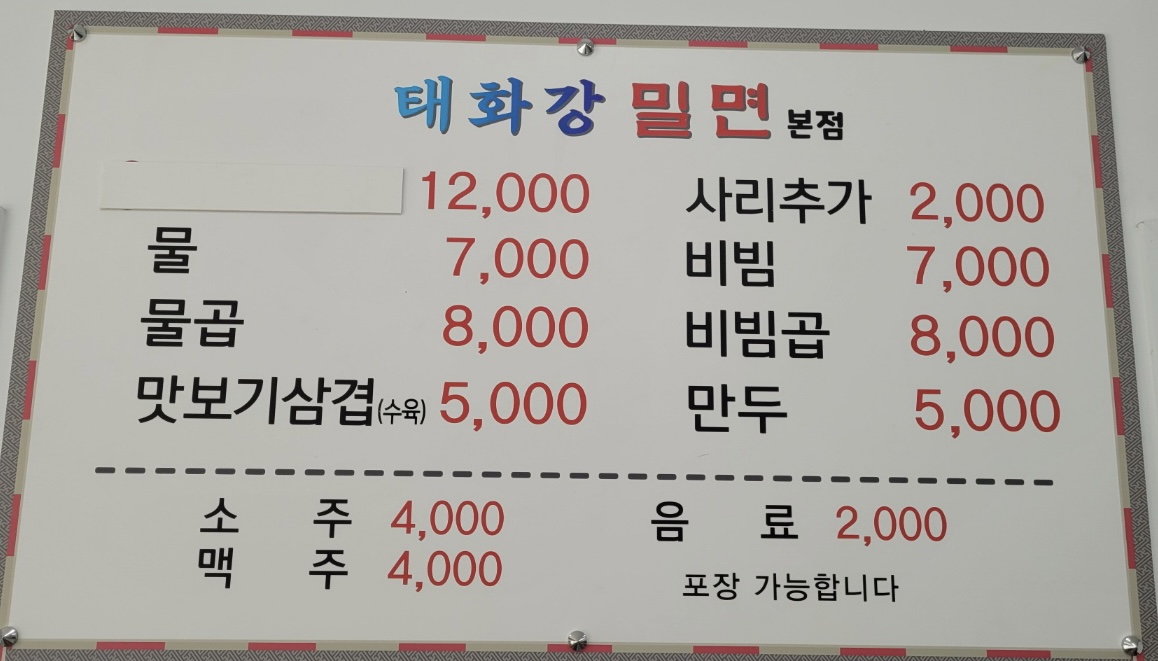 태화강 밀면 본점
12,000 사리추가 2,000
물 7,000 비빔 7,000
물곱 8,000 비빔곱 8,000
맛보기삼겹(수육) 5,000 만두 5,000
소 주 4,000 음 료 2,000
맥 주 4,000 포장 가능합니다